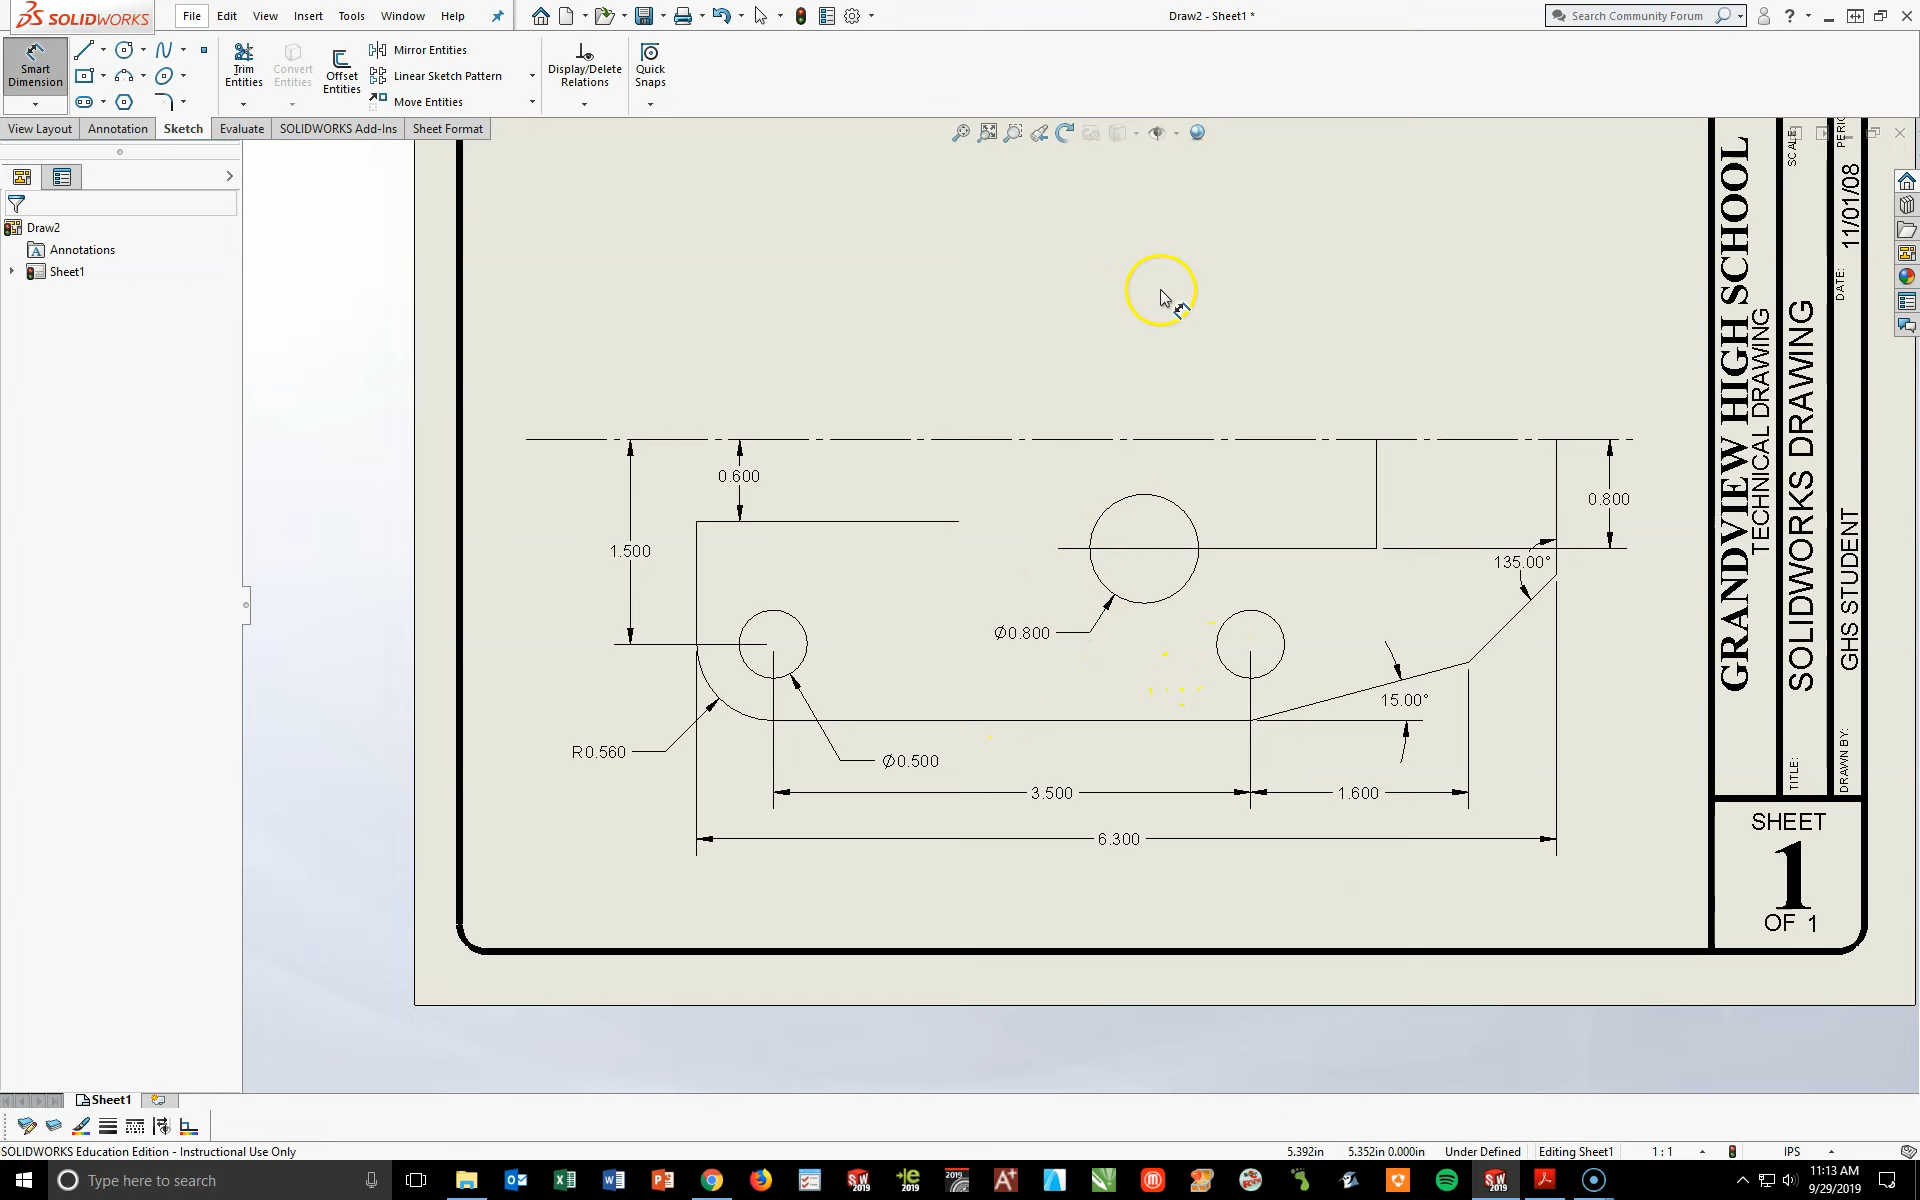 SOLIDWORKS
File Edit View Insert Tools Window Help
Draw2 - Sheet1 *
Search Community Forum
?
Smart
Dimension
Trim
Entities
Convert
Entities
Offset
Entities
Mirror Entities
Linear Sketch Pattern
Move Entities
Display/Delete
Relations
Quick
Snaps
View Layout Annotation Sketch Evaluate SOLIDWORKS Add-Ins Sheet Format
Draw2
A Annotations
Sheet1
0.600
1.500
0.800
135.00°
Ø0.800
15.00°
R0.560
Ø0.500
3.500
1.600
6.300
GRANDVIEW HIGH SCHOOL
TECHNICAL DRAWING
SCALE:
SOLIDWORKS DRAWING
TITLE:
11/01/08
DATE:
GHS STUDENT
DRAWN BY:
SHEET
1
OF 1
Sheet1
SOLIDWORKS Education Edition - Instructional Use Only
5.392in 5.352in 0.000in Under Defined Editing Sheet1 1 : 1 IPS
Type here to search
11:13 AM
9/29/2019